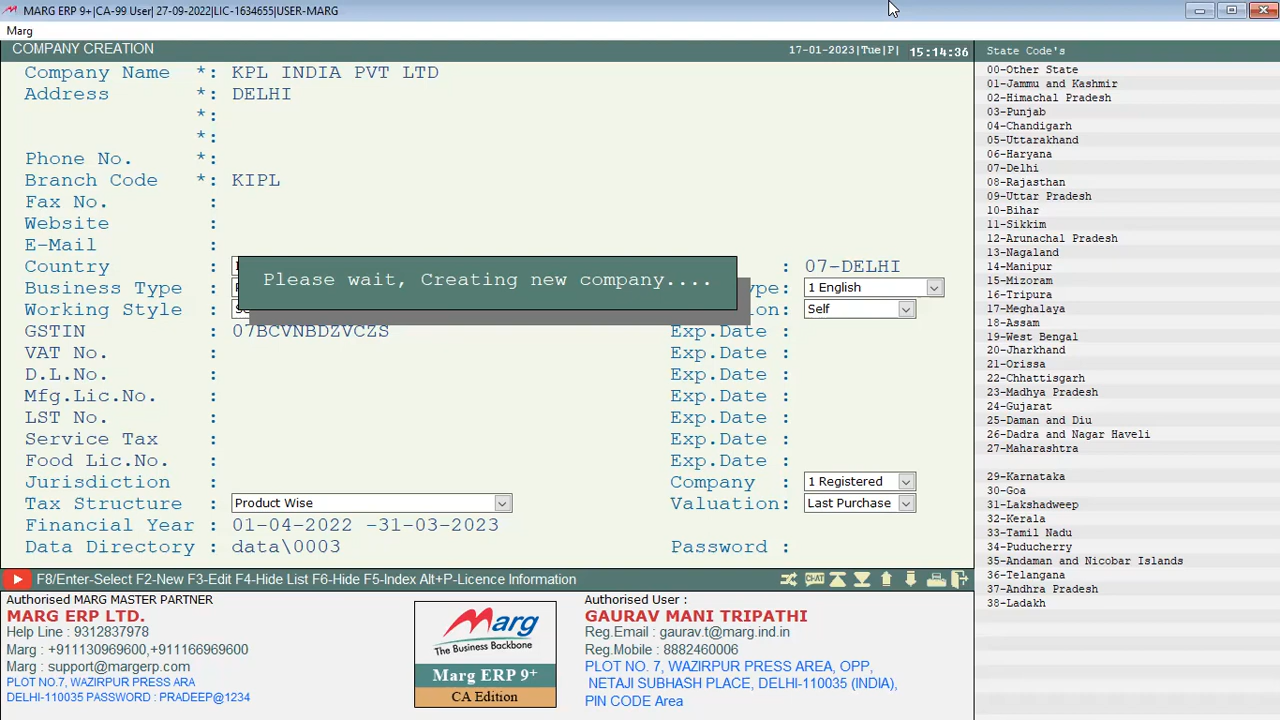 MARG ERP 9+|CA-99 User| 27-09-2022|LIC-1634655|USER-MARG
Marg
COMPANY CREATION
17-01-2023|Tue|P| 15:14:36
Company Name *: KPL INDIA PVT LTD
Address *: DELHI
*:
*:
Phone No. *:
Branch Code *: KIPL
Fax No. :
Website :
E-Mail :
Country : : 07-DELHI
Business Type : : 1 English
Working Style : : Self
Please wait, Creating new company....
GSTIN : 07BCVNBDZVCZS Exp.Date :
VAT No. : Exp.Date :
D.L.No. : Exp.Date :
Mfg.Lic.No. : Exp.Date :
LST No. : Exp.Date :
Service Tax : Exp.Date :
Food Lic.No. : Exp.Date :
Jurisdiction : Company : 1 Registered
Tax Structure : Product Wise Valuation: Last Purchase
Financial Year : 01-04-2022 -31-03-2023
Data Directory : data\0003 Password :
State Code's
00-Other State
01-Jammu and Kashmir
02-Himachal Pradesh
03-Punjab
04-Chandigarh
05-Uttarakhand
06-Haryana
07-Delhi
08-Rajasthan
09-Uttar Pradesh
10-Bihar
11-Sikkim
12-Arunachal Pradesh
13-Nagaland
14-Manipur
15-Mizoram
16-Tripura
17-Meghalaya
18-Assam
19-West Bengal
20-Jharkhand
21-Orissa
22-Chhattisgarh
23-Madhya Pradesh
24-Gujarat
25-Daman and Diu
26-Dadra and Nagar Haveli
27-Maharashtra
29-Karnataka
30-Goa
31-Lakshadweep
32-Kerala
33-Tamil Nadu
34-Puducherry
35-Andaman and Nicobar Islands
36-Telangana
37-Andhra Pradesh
38-Ladakh
F8/Enter-Select F2-New F3-Edit F4-Hide List F6-Hide F5-Index Alt+P-Licence Information
CHAT
Authorised MARG MASTER PARTNER
MARG ERP LTD.
Help Line : 9312837978
Marg : +911130969600,+911166969600
Marg : support@margerp.com
PLOT NO.7, WAZIRPUR PRESS ARA
DELHI-110035 PASSWORD : PRADEEP@1234
Marg
The Business Backbone
Marg ERP 9+
CA Edition
Authorised User :
GAURAV MANI TRIPATHI
Reg.Email : gaurav.t@marg.ind.in
Reg.Mobile : 8882460006
PLOT NO. 7, WAZIRPUR PRESS AREA, OPP,
NETAJI SUBHASH PLACE, DELHI-110035 (INDIA),
PIN CODE Area